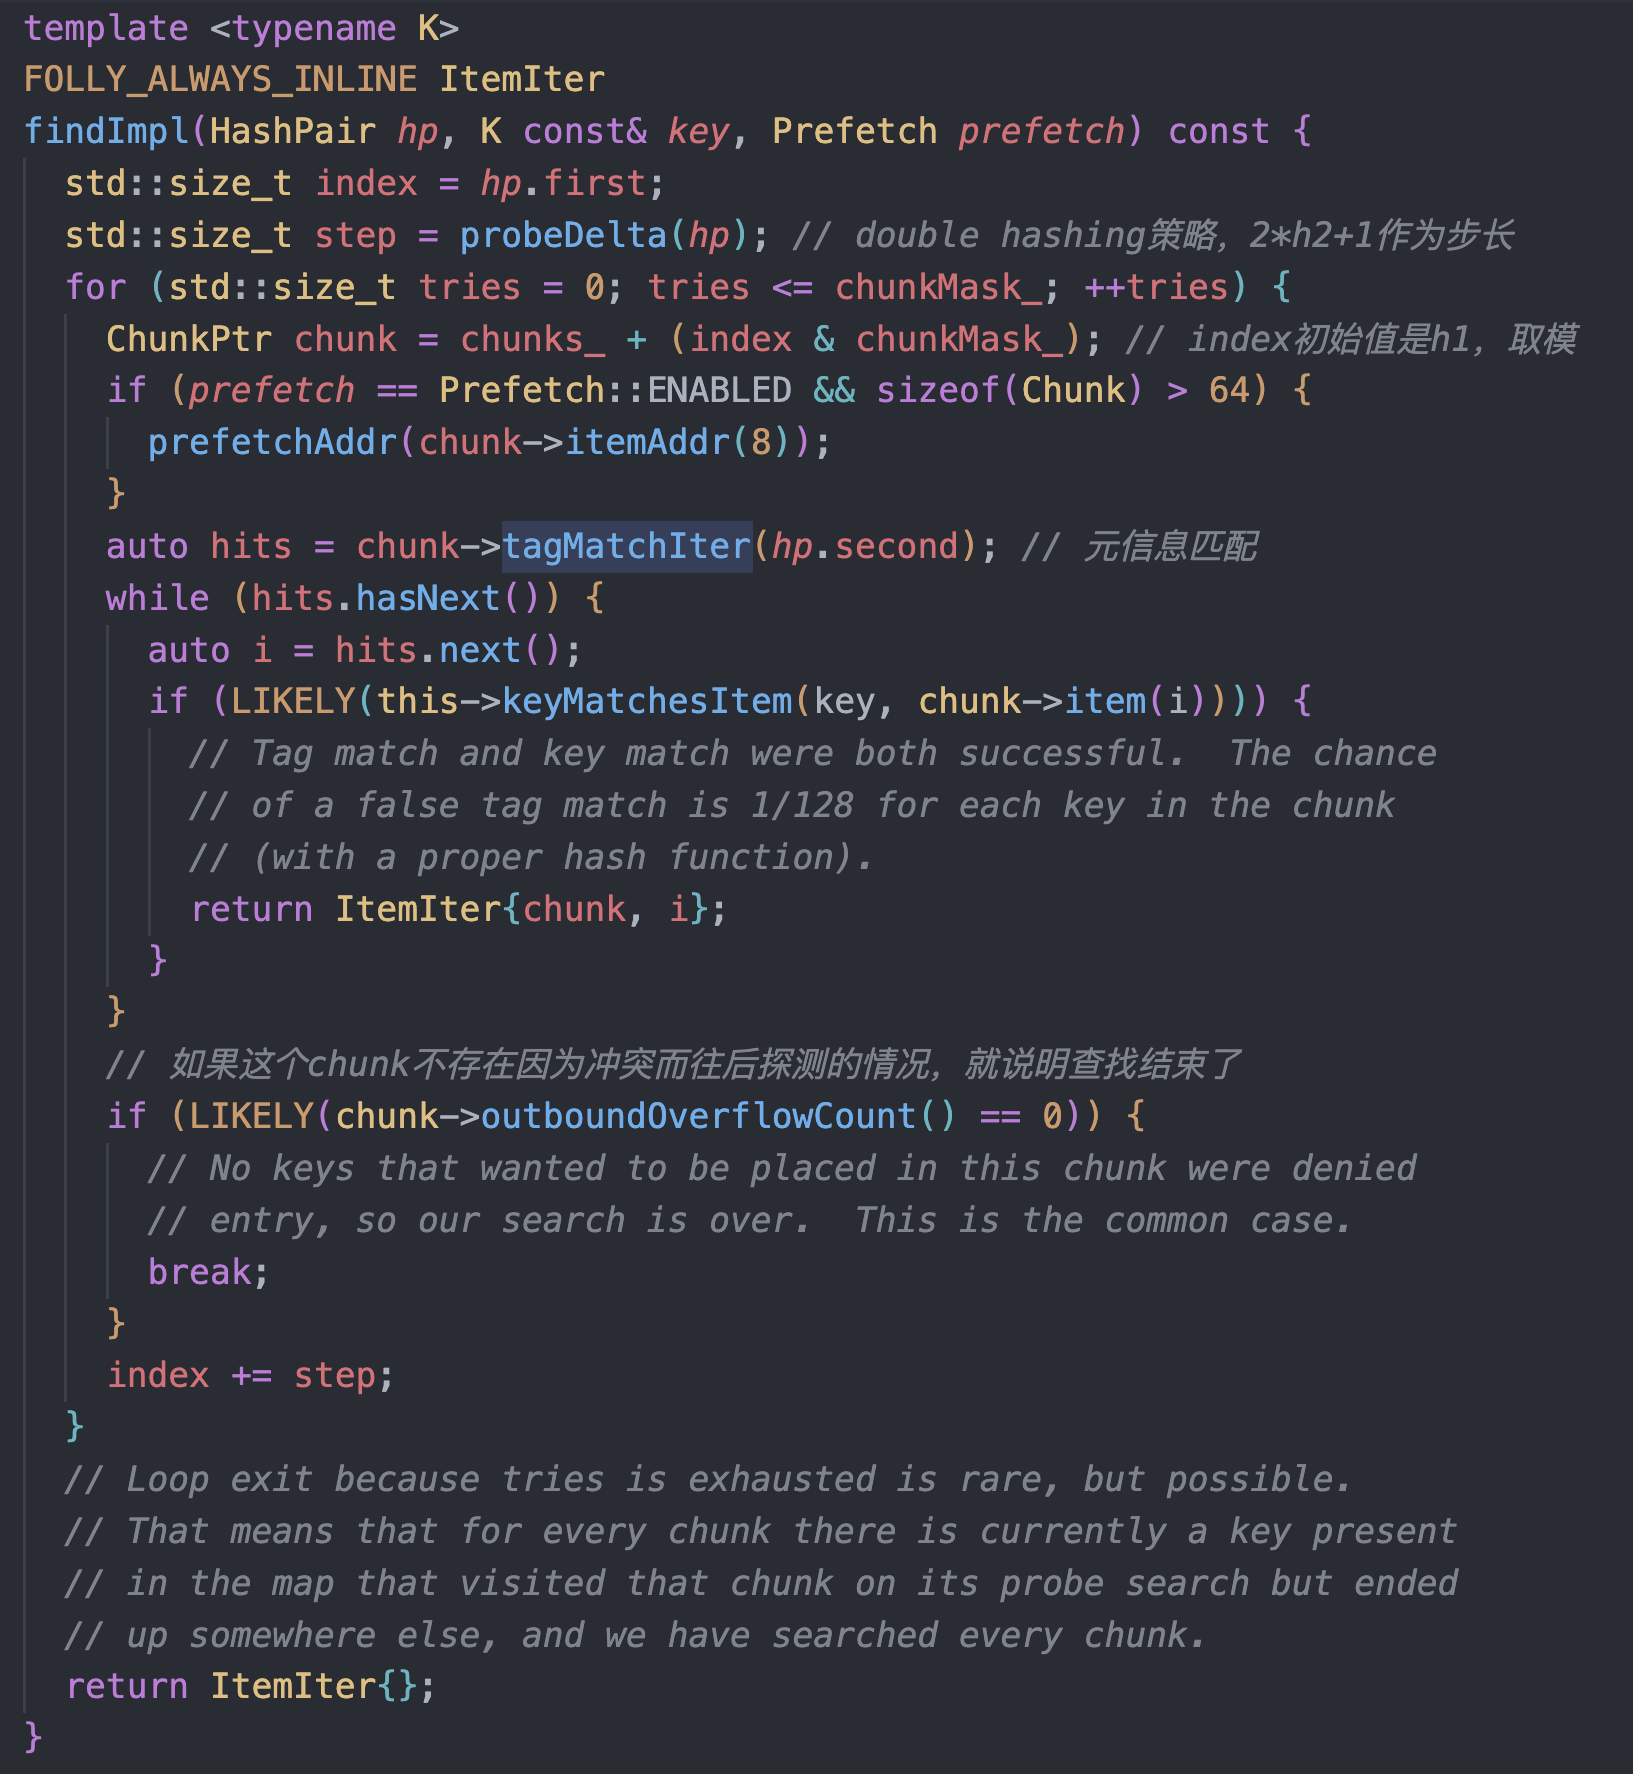 template <typename K>
FOLLY_ALWAYS_INLINE ItemIter
findImpl(HashPair hp, K const& key, Prefetch prefetch) const {
  std::size_t index = hp.first;
  std::size_t step = probeDelta(hp); // double hashing策略，2*h2+1作为步长
  for (std::size_t tries = 0; tries <= chunkMask_; ++tries) {
    ChunkPtr chunk = chunks_ + (index & chunkMask_); // index初始值是h1，取模
    if (prefetch == Prefetch::ENABLED && sizeof(Chunk) > 64) {
      prefetchAddr(chunk->itemAddr(8));
    }
    auto hits = chunk->tagMatchIter(hp.second); // 元信息匹配
    while (hits.hasNext()) {
      auto i = hits.next();
      if (LIKELY(this->keyMatchesItem(key, chunk->item(i)))) {
        // Tag match and key match were both successful.  The chance
        // of a false tag match is 1/128 for each key in the chunk
        // (with a proper hash function).
        return ItemIter{chunk, i};
      }
    }
    // 如果这个chunk不存在因为冲突而往后探测的情况，就说明查找结束了
    if (LIKELY(chunk->outboundOverflowCount() == 0)) {
      // No keys that wanted to be placed in this chunk were denied
      // entry, so our search is over.  This is the common case.
      break;
    }
    index += step;
  }
  // Loop exit because tries is exhausted is rare, but possible.
  // That means that for every chunk there is currently a key present
  // in the map that visited that chunk on its probe search but ended
  // up somewhere else, and we have searched every chunk.
  return ItemIter{};
}